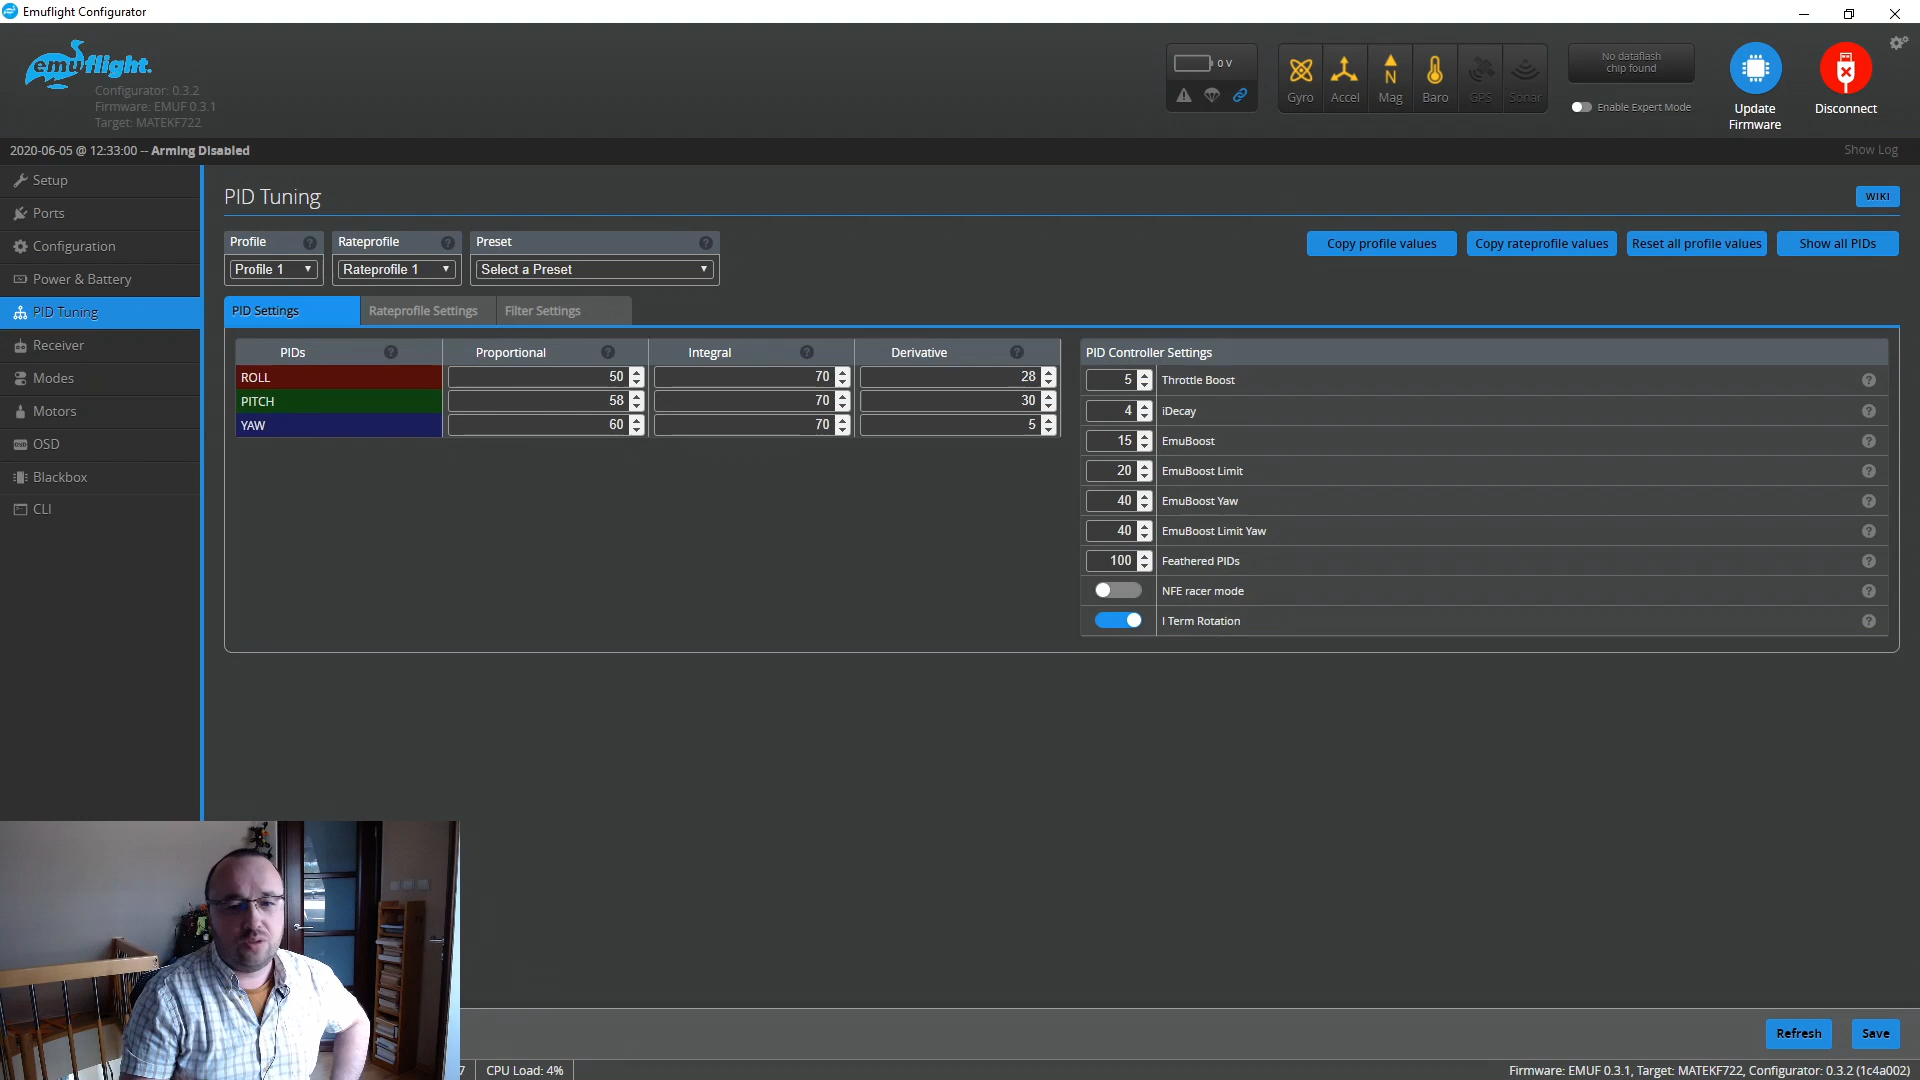 Emuflight Configurator
emuflight.
Configurator: 0.3.2
Firmware: EMUF 0.3.1
Target: MATEKF722
0 V
Gyro
Accel
Mag
Baro
GPS
Sonar
No dataflash
chip found
Enable Expert Mode
Update
Firmware
Disconnect
2020-06-05 @ 12:33:00 -- Arming Disabled
Show Log
Setup
Ports
Configuration
Power & Battery
PID Tuning
Receiver
Modes
Motors
OSD
Blackbox
CLI
PID Tuning
WIKI
Profile
Rateprofile
Preset
Profile 1
Rateprofile 1
Select a Preset
Copy profile values
Copy rateprofile values
Reset all profile values
Show all PIDs
PID Settings
Rateprofile Settings
Filter Settings
PIDs Proportional Integral Derivative
ROLL 50 70 28
PITCH 58 70 30
YAW 60 70 5
PID Controller Settings
5 Throttle Boost
4 iDecay
15 EmuBoost
20 EmuBoost Limit
40 EmuBoost Yaw
40 EmuBoost Limit Yaw
100 Feathered PIDs
NFE racer mode
I Term Rotation
Refresh
Save
7
CPU Load: 4%
Firmware: EMUF 0.3.1, Target: MATEKF722, Configurator: 0.3.2 (1c4a002)